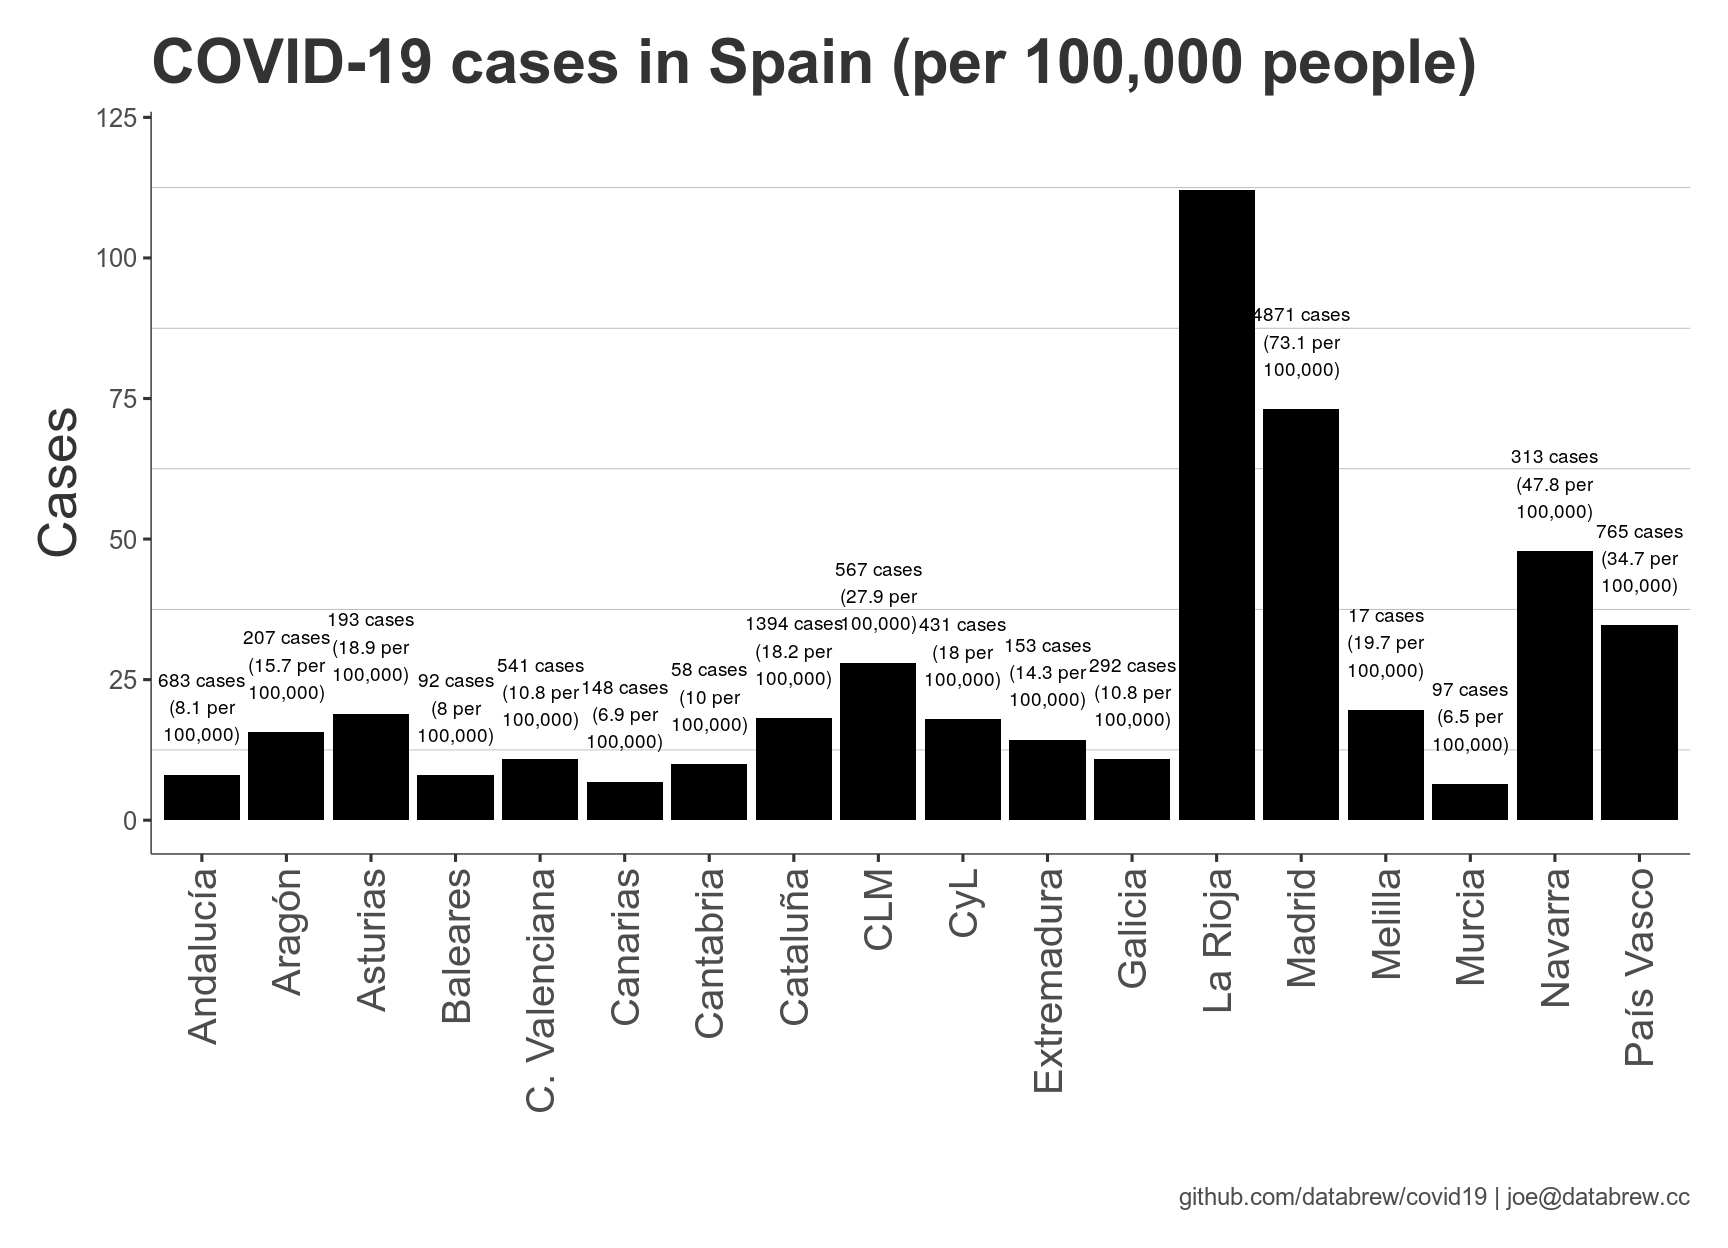 COVID-19 cases in Spain (per 100,000 people)
Cases
125
100
75
50
25
0
683 cases
(8.1 per
100,000)
207 cases
(15.7 per
100,000)
193 cases
(18.9 per
100,000)
92 cases
(8 per
100,000)
541 cases
(10.8 per
100,000)
148 cases
(6.9 per
100,000)
58 cases
(10 per
100,000)
1394 cases
(18.2 per
100,000)
567 cases
(27.9 per
100,000)
431 cases
(18 per
100,000)
153 cases
(14.3 per
100,000)
292 cases
(10.8 per
100,000)
4871 cases
(73.1 per
100,000)
17 cases
(19.7 per
100,000)
97 cases
(6.5 per
100,000)
313 cases
(47.8 per
100,000)
765 cases
(34.7 per
100,000)
Andalucía
Aragón
Asturias
Baleares
C. Valenciana
Canarias
Cantabria
Cataluña
CLM
CyL
Extremadura
Galicia
La Rioja
Madrid
Melilla
Murcia
Navarra
País Vasco
github.com/databrew/covid19 | joe@databrew.cc